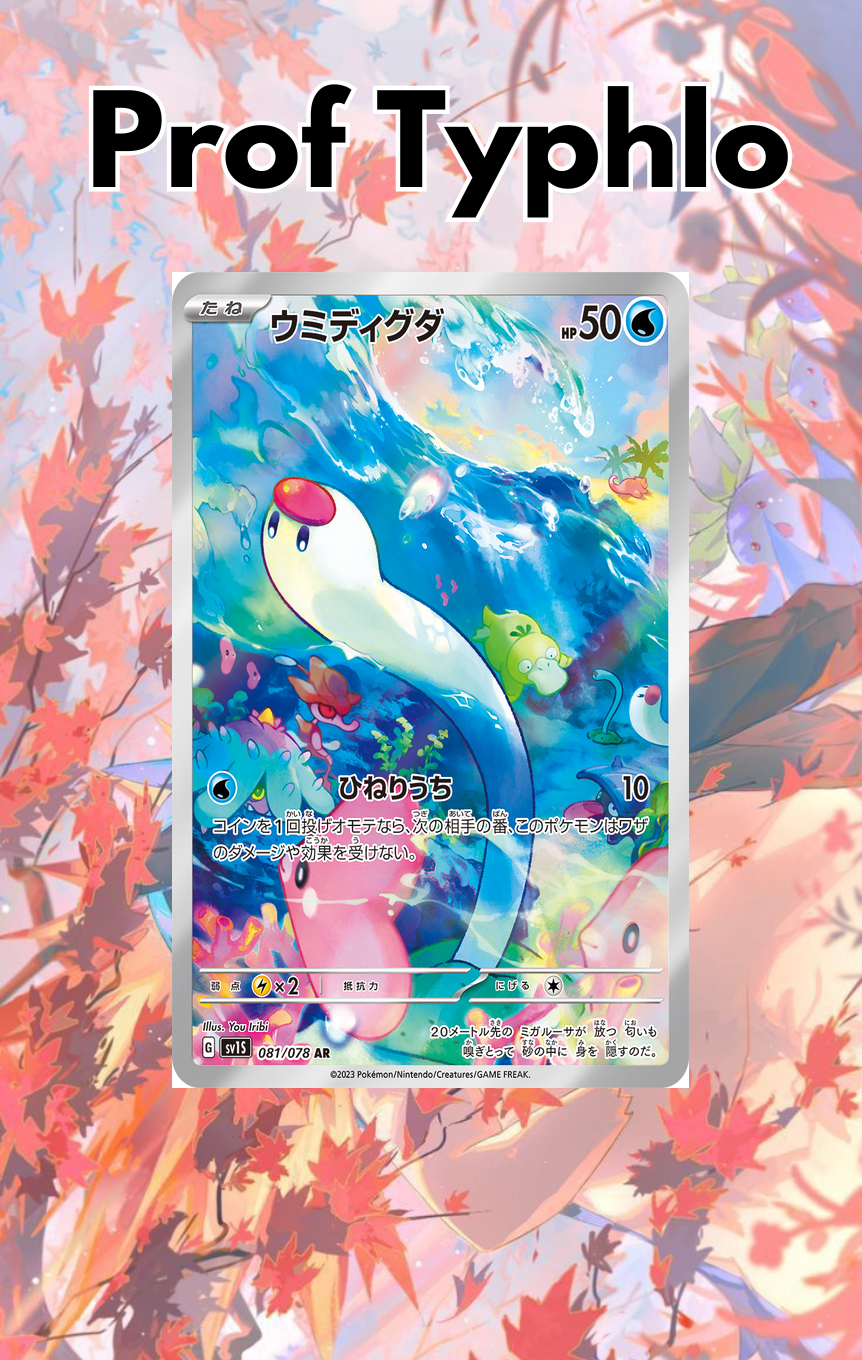 Prof Typhlo
たね
ウミディグダ
HP 50
ひねりうち 10
コインを1回投げオモテなら、次の相手の番、このポケモンはワザ
のダメージや効果を受けない。
弱点 ×2 抵抗力 にげる
Illus. You Iribi
G sv1S 081/078 AR
20メートル先の ミガルーサが 放つ 匂いも
嗅ぎとって 砂の中に 身を 隠すのだ。
©2023 Pokémon/Nintendo/Creatures/GAME FREAK.